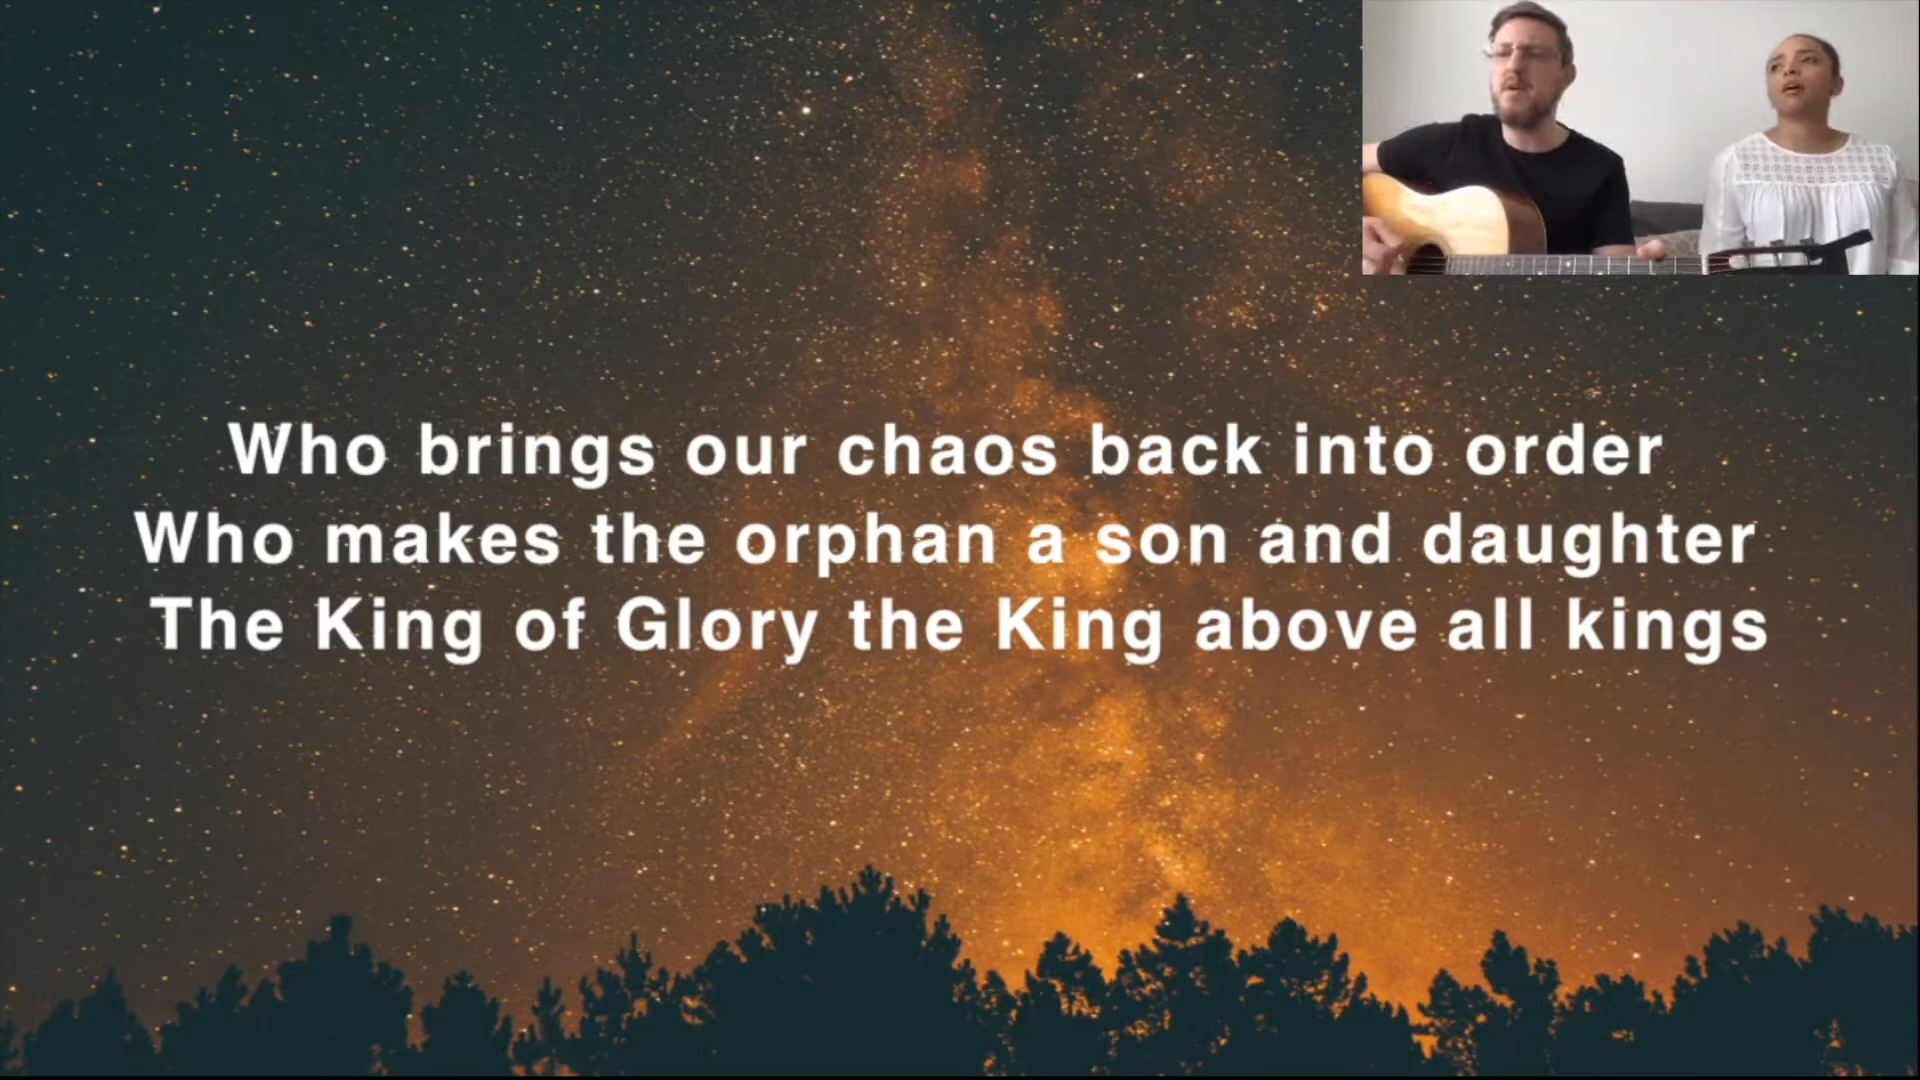 Who brings our chaos back into order
Who makes the orphan a son and daughter
The King of Glory the King above all kings